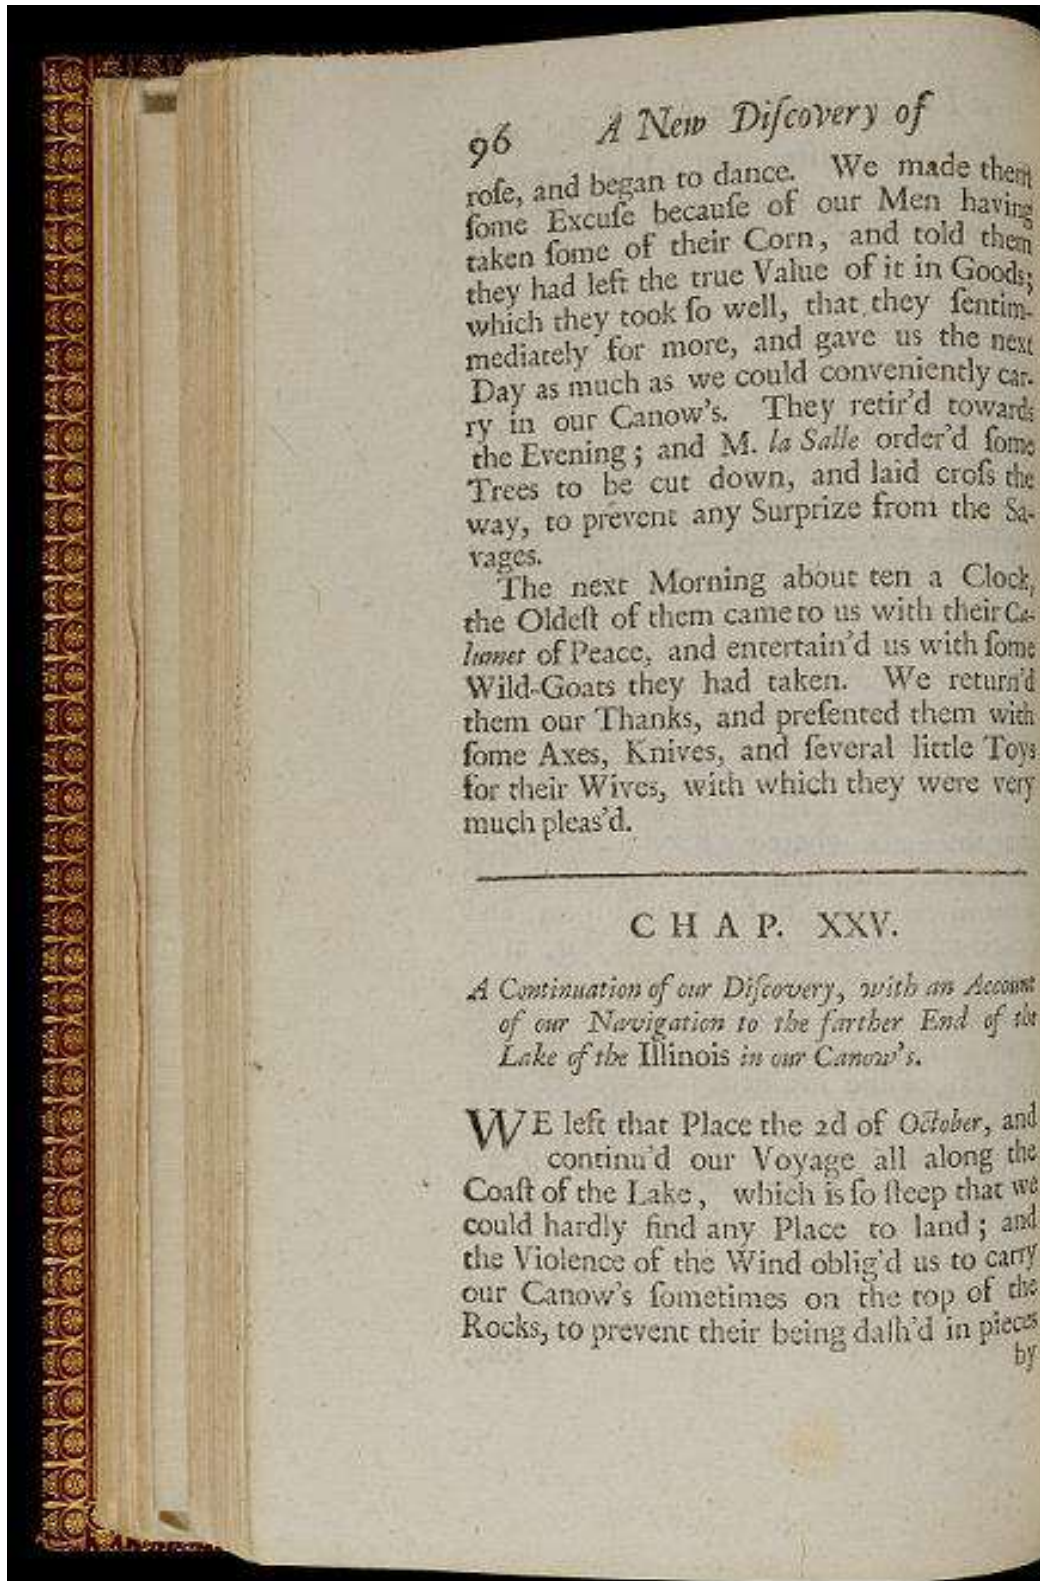 96 A New Diſcovery of
roſe, and began to dance. We made them
ſome Excuſe becauſe of our Men having
taken ſome of their Corn, and told them
they had left the true Value of it in Goods;
which they took ſo well, that they ſentim-
mediately for more, and gave us the next
Day as much as we could conveniently car-
ry in our Canow's. They retir'd towards
the Evening; and M. la Salle order'd ſome
Trees to be cut down, and laid croſs the
way, to prevent any Surprize from the Sa-
vages.
The next Morning about ten a Clock,
the Oldeſt of them came to us with their Ca-
lumet of Peace, and entertain'd us with ſome
Wild-Goats they had taken. We return'd
them our Thanks, and preſented them with
ſome Axes, Knives, and ſeveral little Toys
for their Wives, with which they were very
much pleas'd.
CHAP. XXV.
A Continuation of our Diſcovery, with an Account
of our Navigation to the farther End of the
Lake of the Illinois in our Canow's.
WE left that Place the 2d of October, and
continu'd our Voyage all along the
Coaſt of the Lake, which is ſo ſteep that we
could hardly find any Place to land; and
the Violence of the Wind oblig'd us to carry
our Canow's ſometimes on the top of the
Rocks, to prevent their being daſh'd in pieces
by